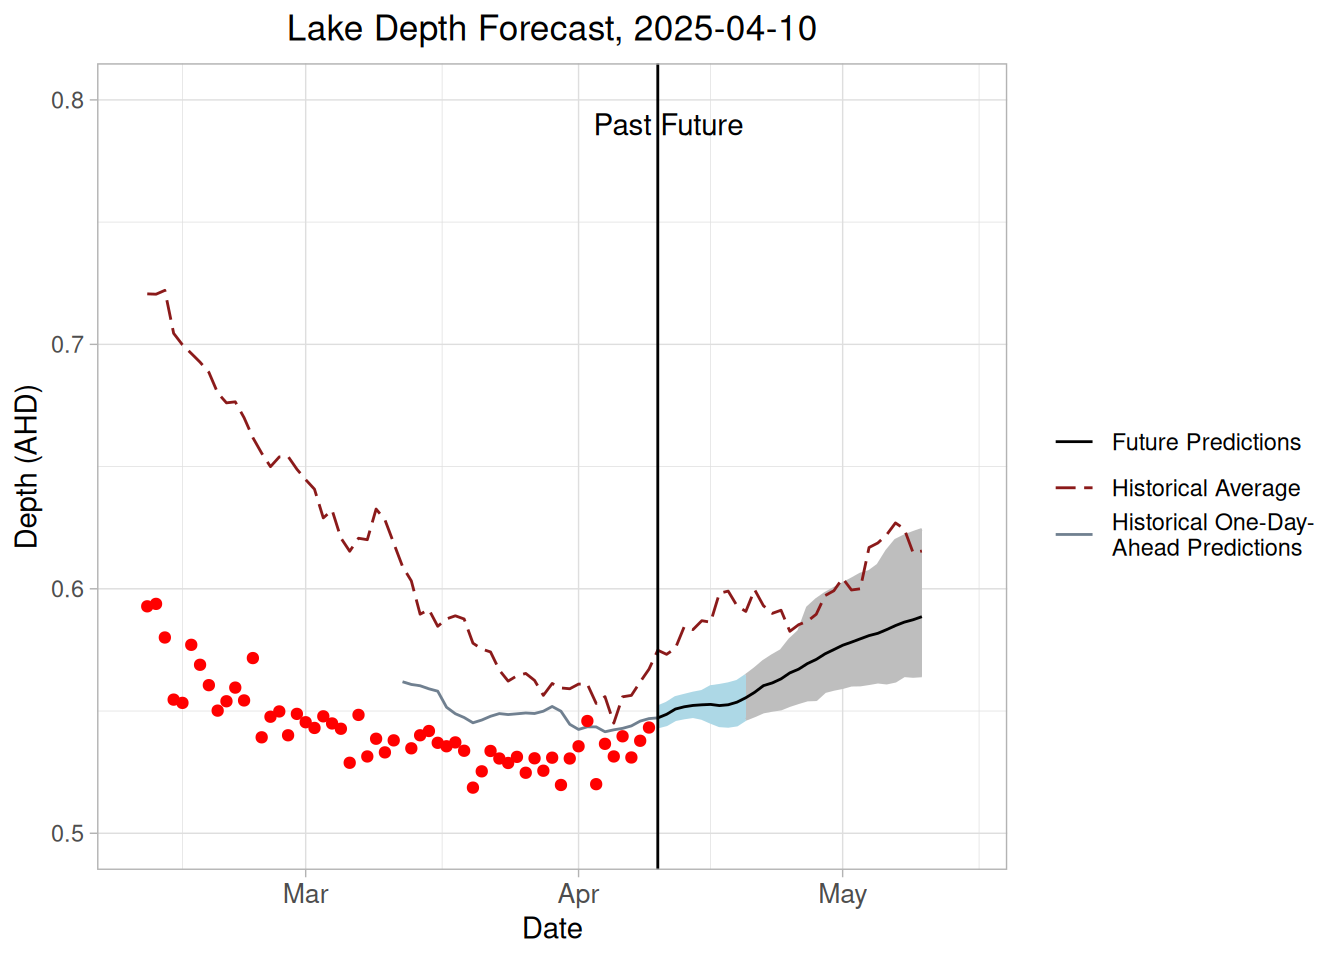 Lake Depth Forecast, 2025-04-10
Past Future
0.8
0.7
0.6
0.5
Depth (AHD)
Mar
Apr
May
Date
Future Predictions
Historical Average
Historical One-Day-
Ahead Predictions